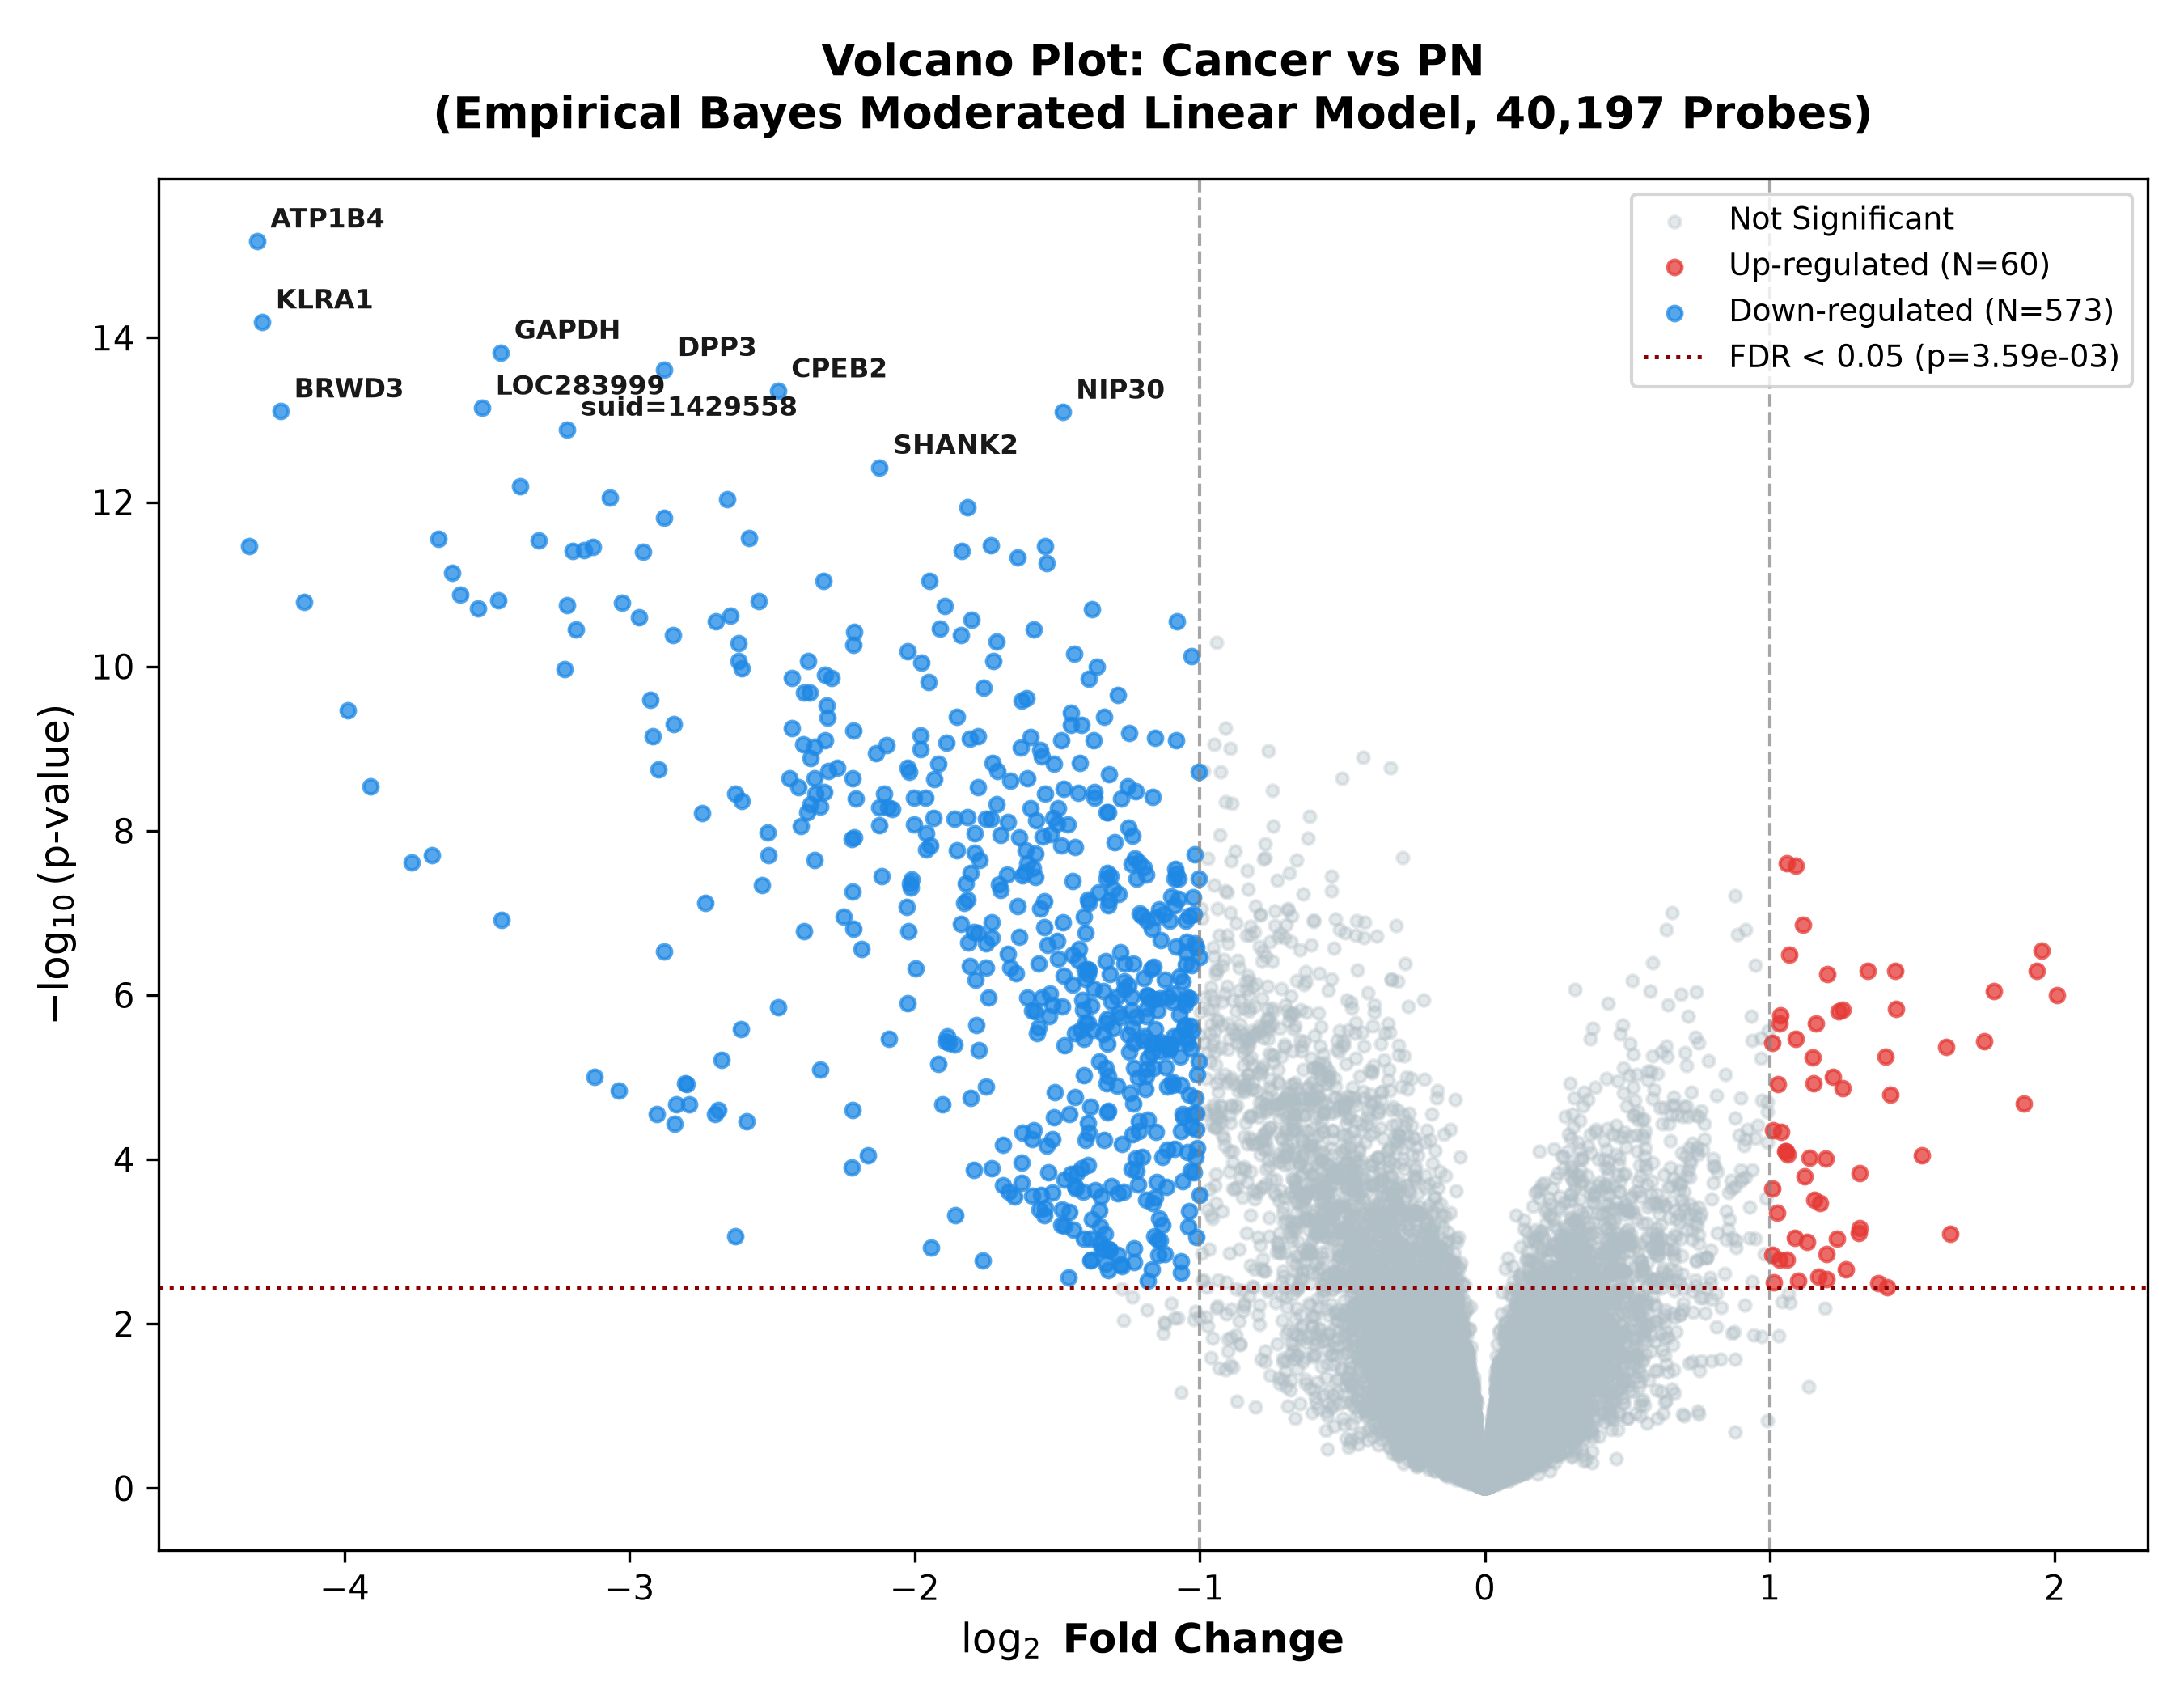 Volcano Plot: Cancer vs PN
(Empirical Bayes Moderated Linear Model, 40,197 Probes)
Not Significant
Up-regulated (N=60)
Down-regulated (N=573)
FDR < 0.05 (p=3.59e-03)
ATP1B4
KLRA1
GAPDH
DPP3
CPEB2
BRWD3
LOC283999
NIP30
suid=1429558
SHANK2
−log₁₀ (p-value)
14
12
10
8
6
4
2
0
−4
−3
−2
−1
0
1
2
log₂ Fold Change